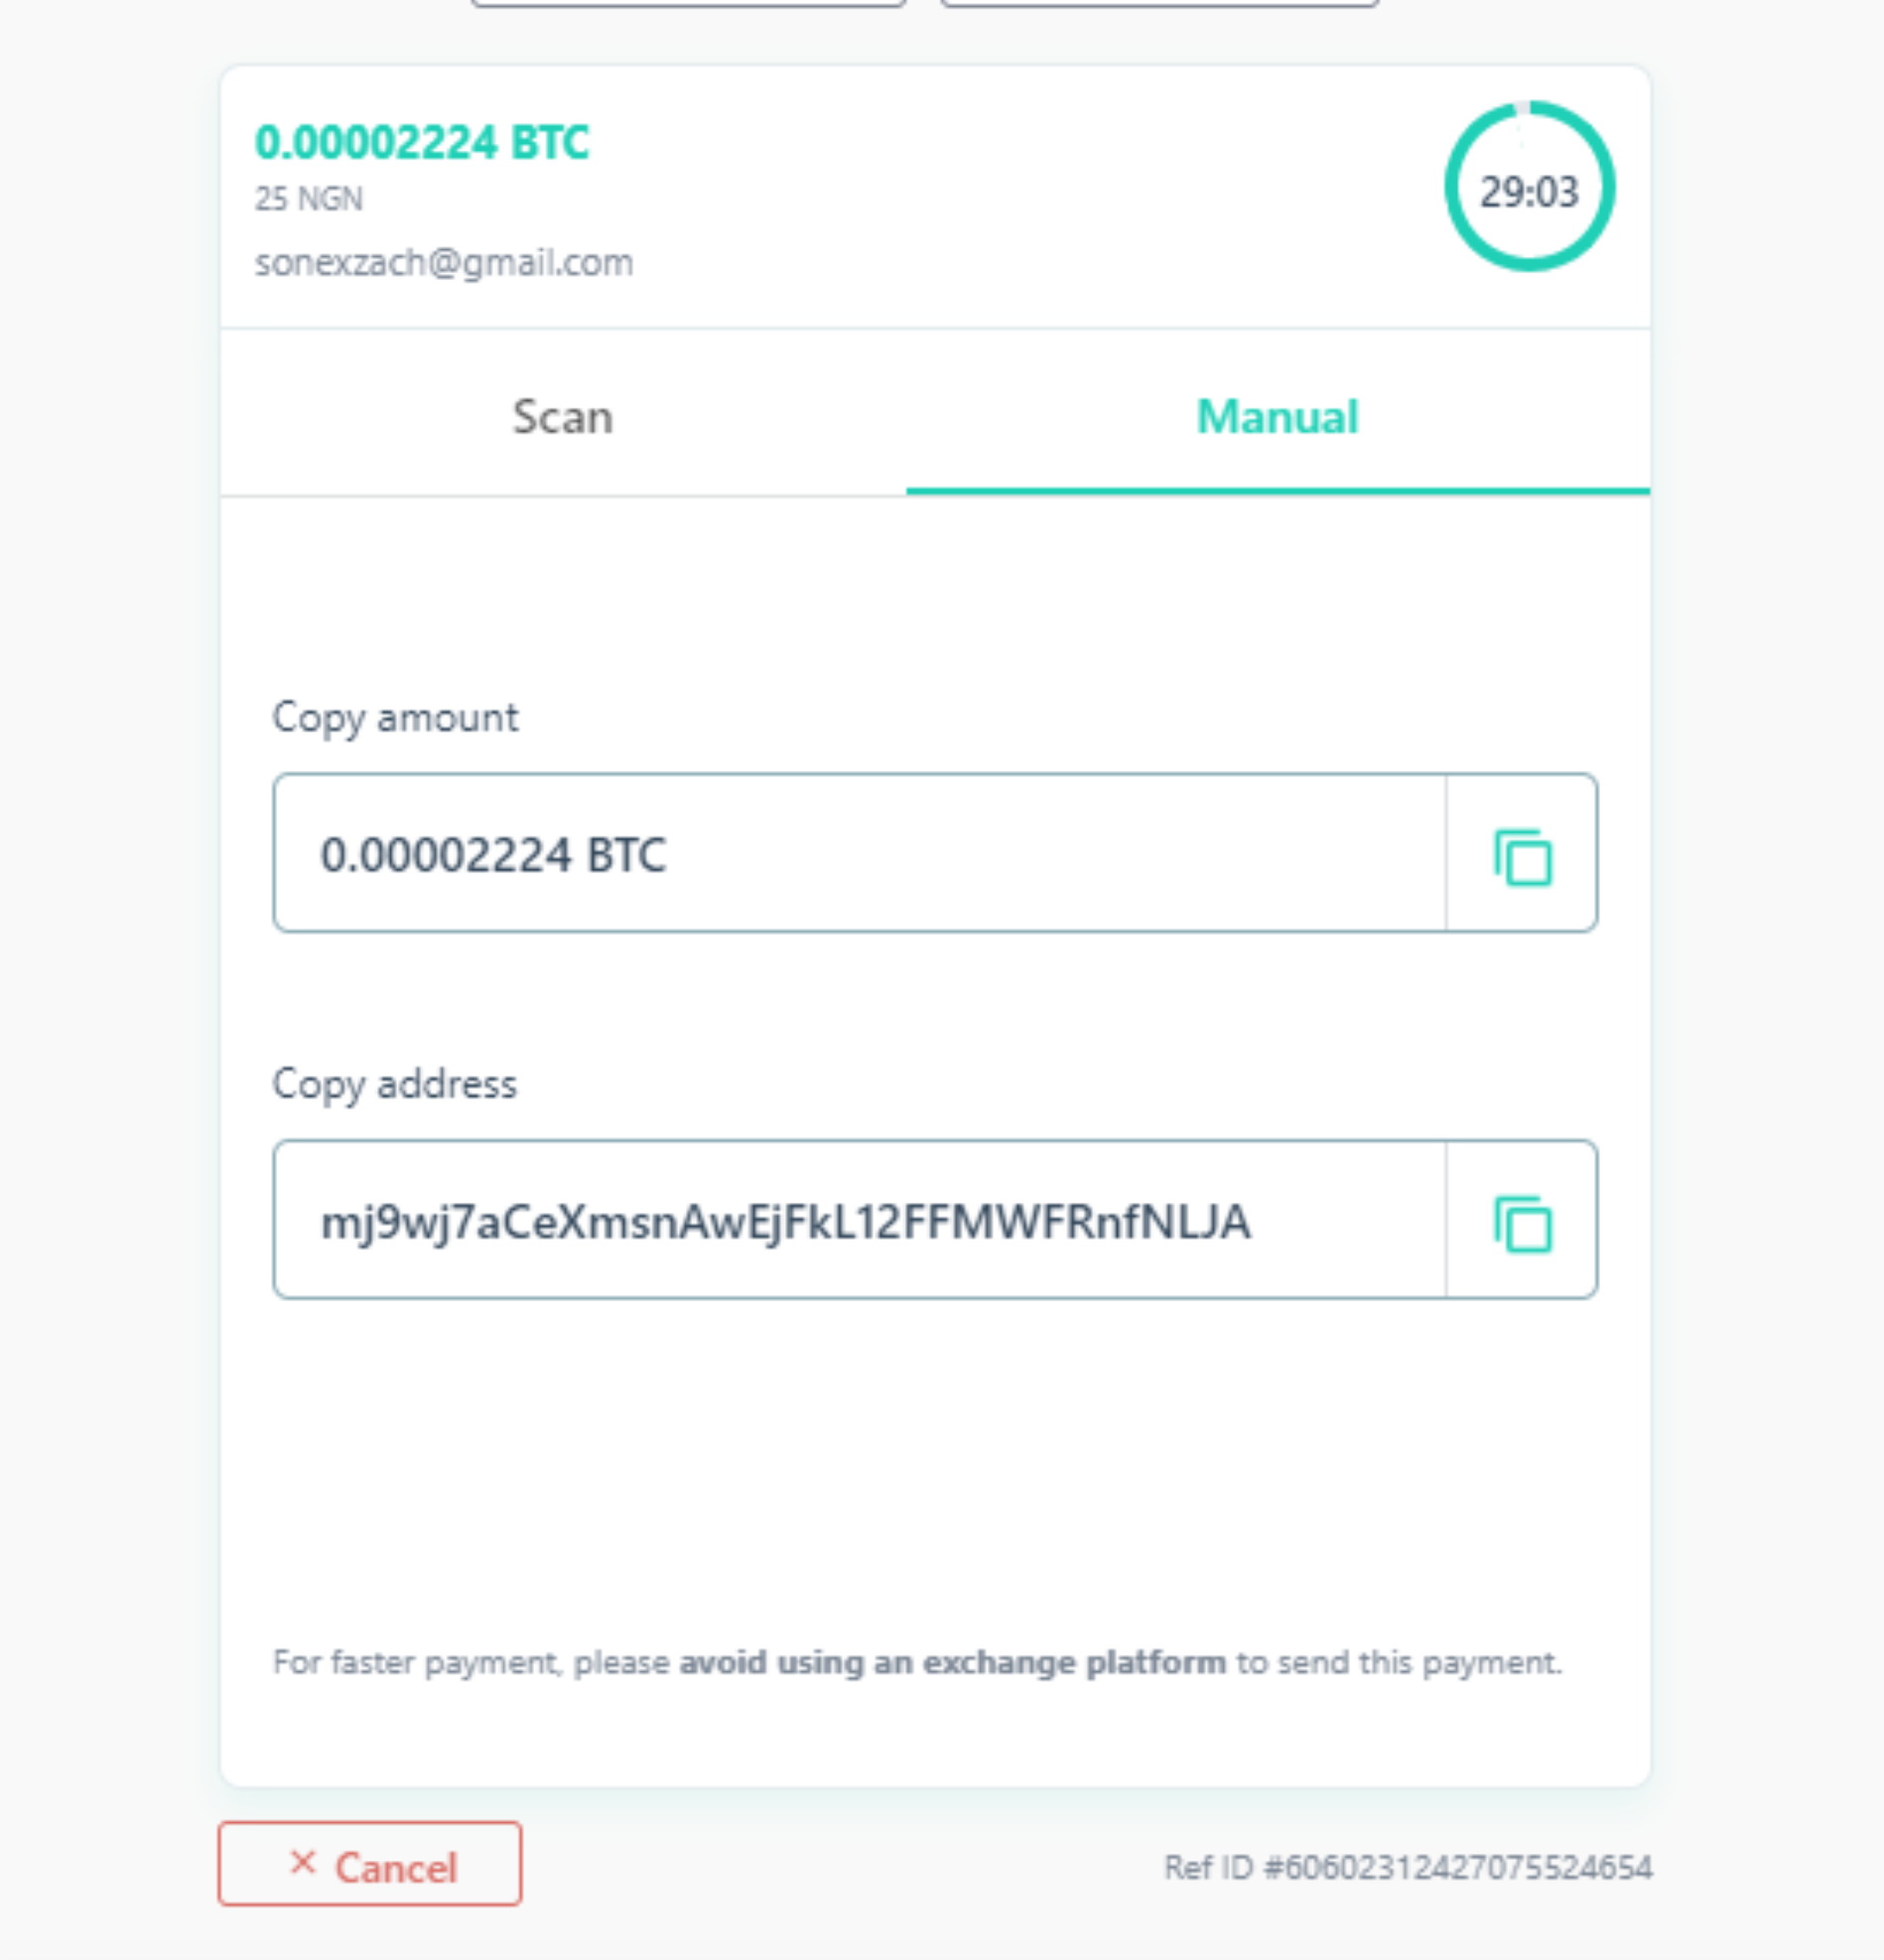 0.00002224 BTC
25 NGN
sonexzach@gmail.com
29:03
Scan
Manual
Copy amount
0.00002224 BTC
Copy address
mj9wj7aCeXmsnAwEjFkL12FFMWFRnfNLJA
For faster payment, please avoid using an exchange platform to send this payment.
× Cancel
Ref ID #60602312427075524654